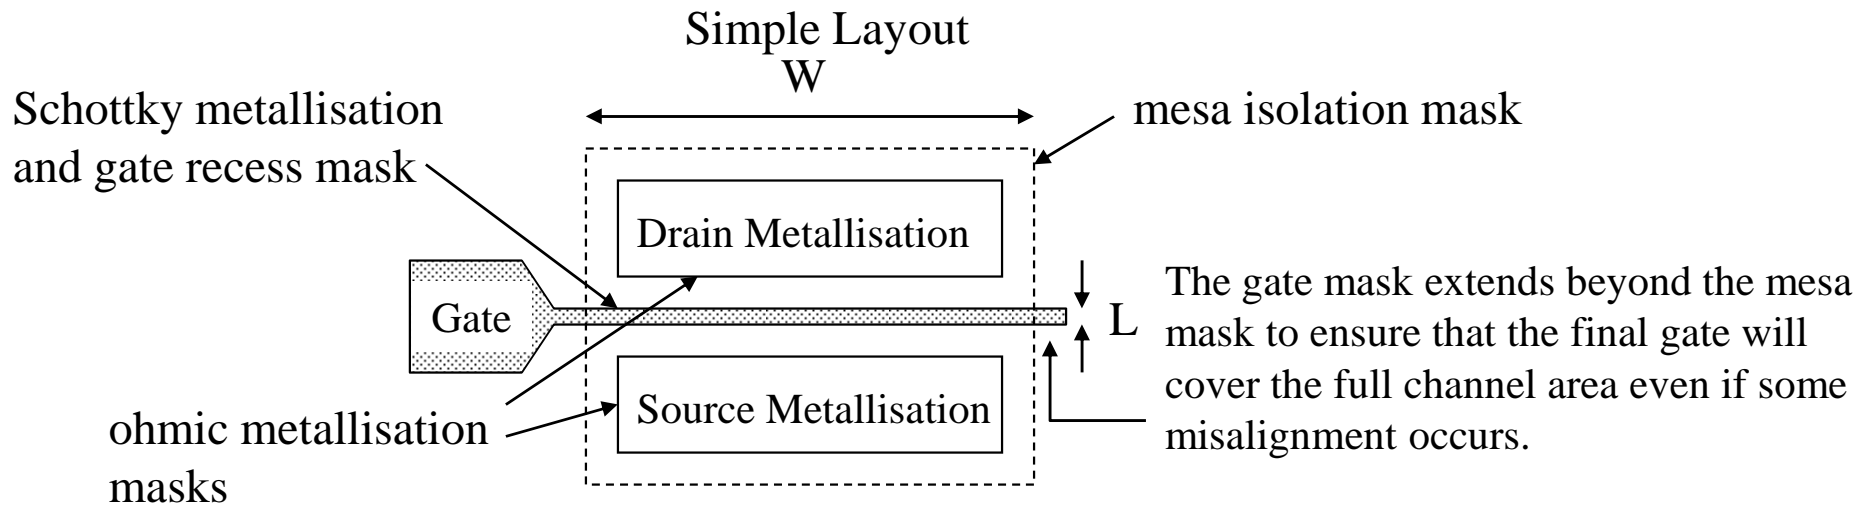 Simple Layout
W
Schottky metallisation
and gate recess mask
mesa isolation mask
Drain Metallisation
Gate
L
The gate mask extends beyond the mesa
mask to ensure that the final gate will
cover the full channel area even if some
misalignment occurs.
Source Metallisation
ohmic metallisation
masks